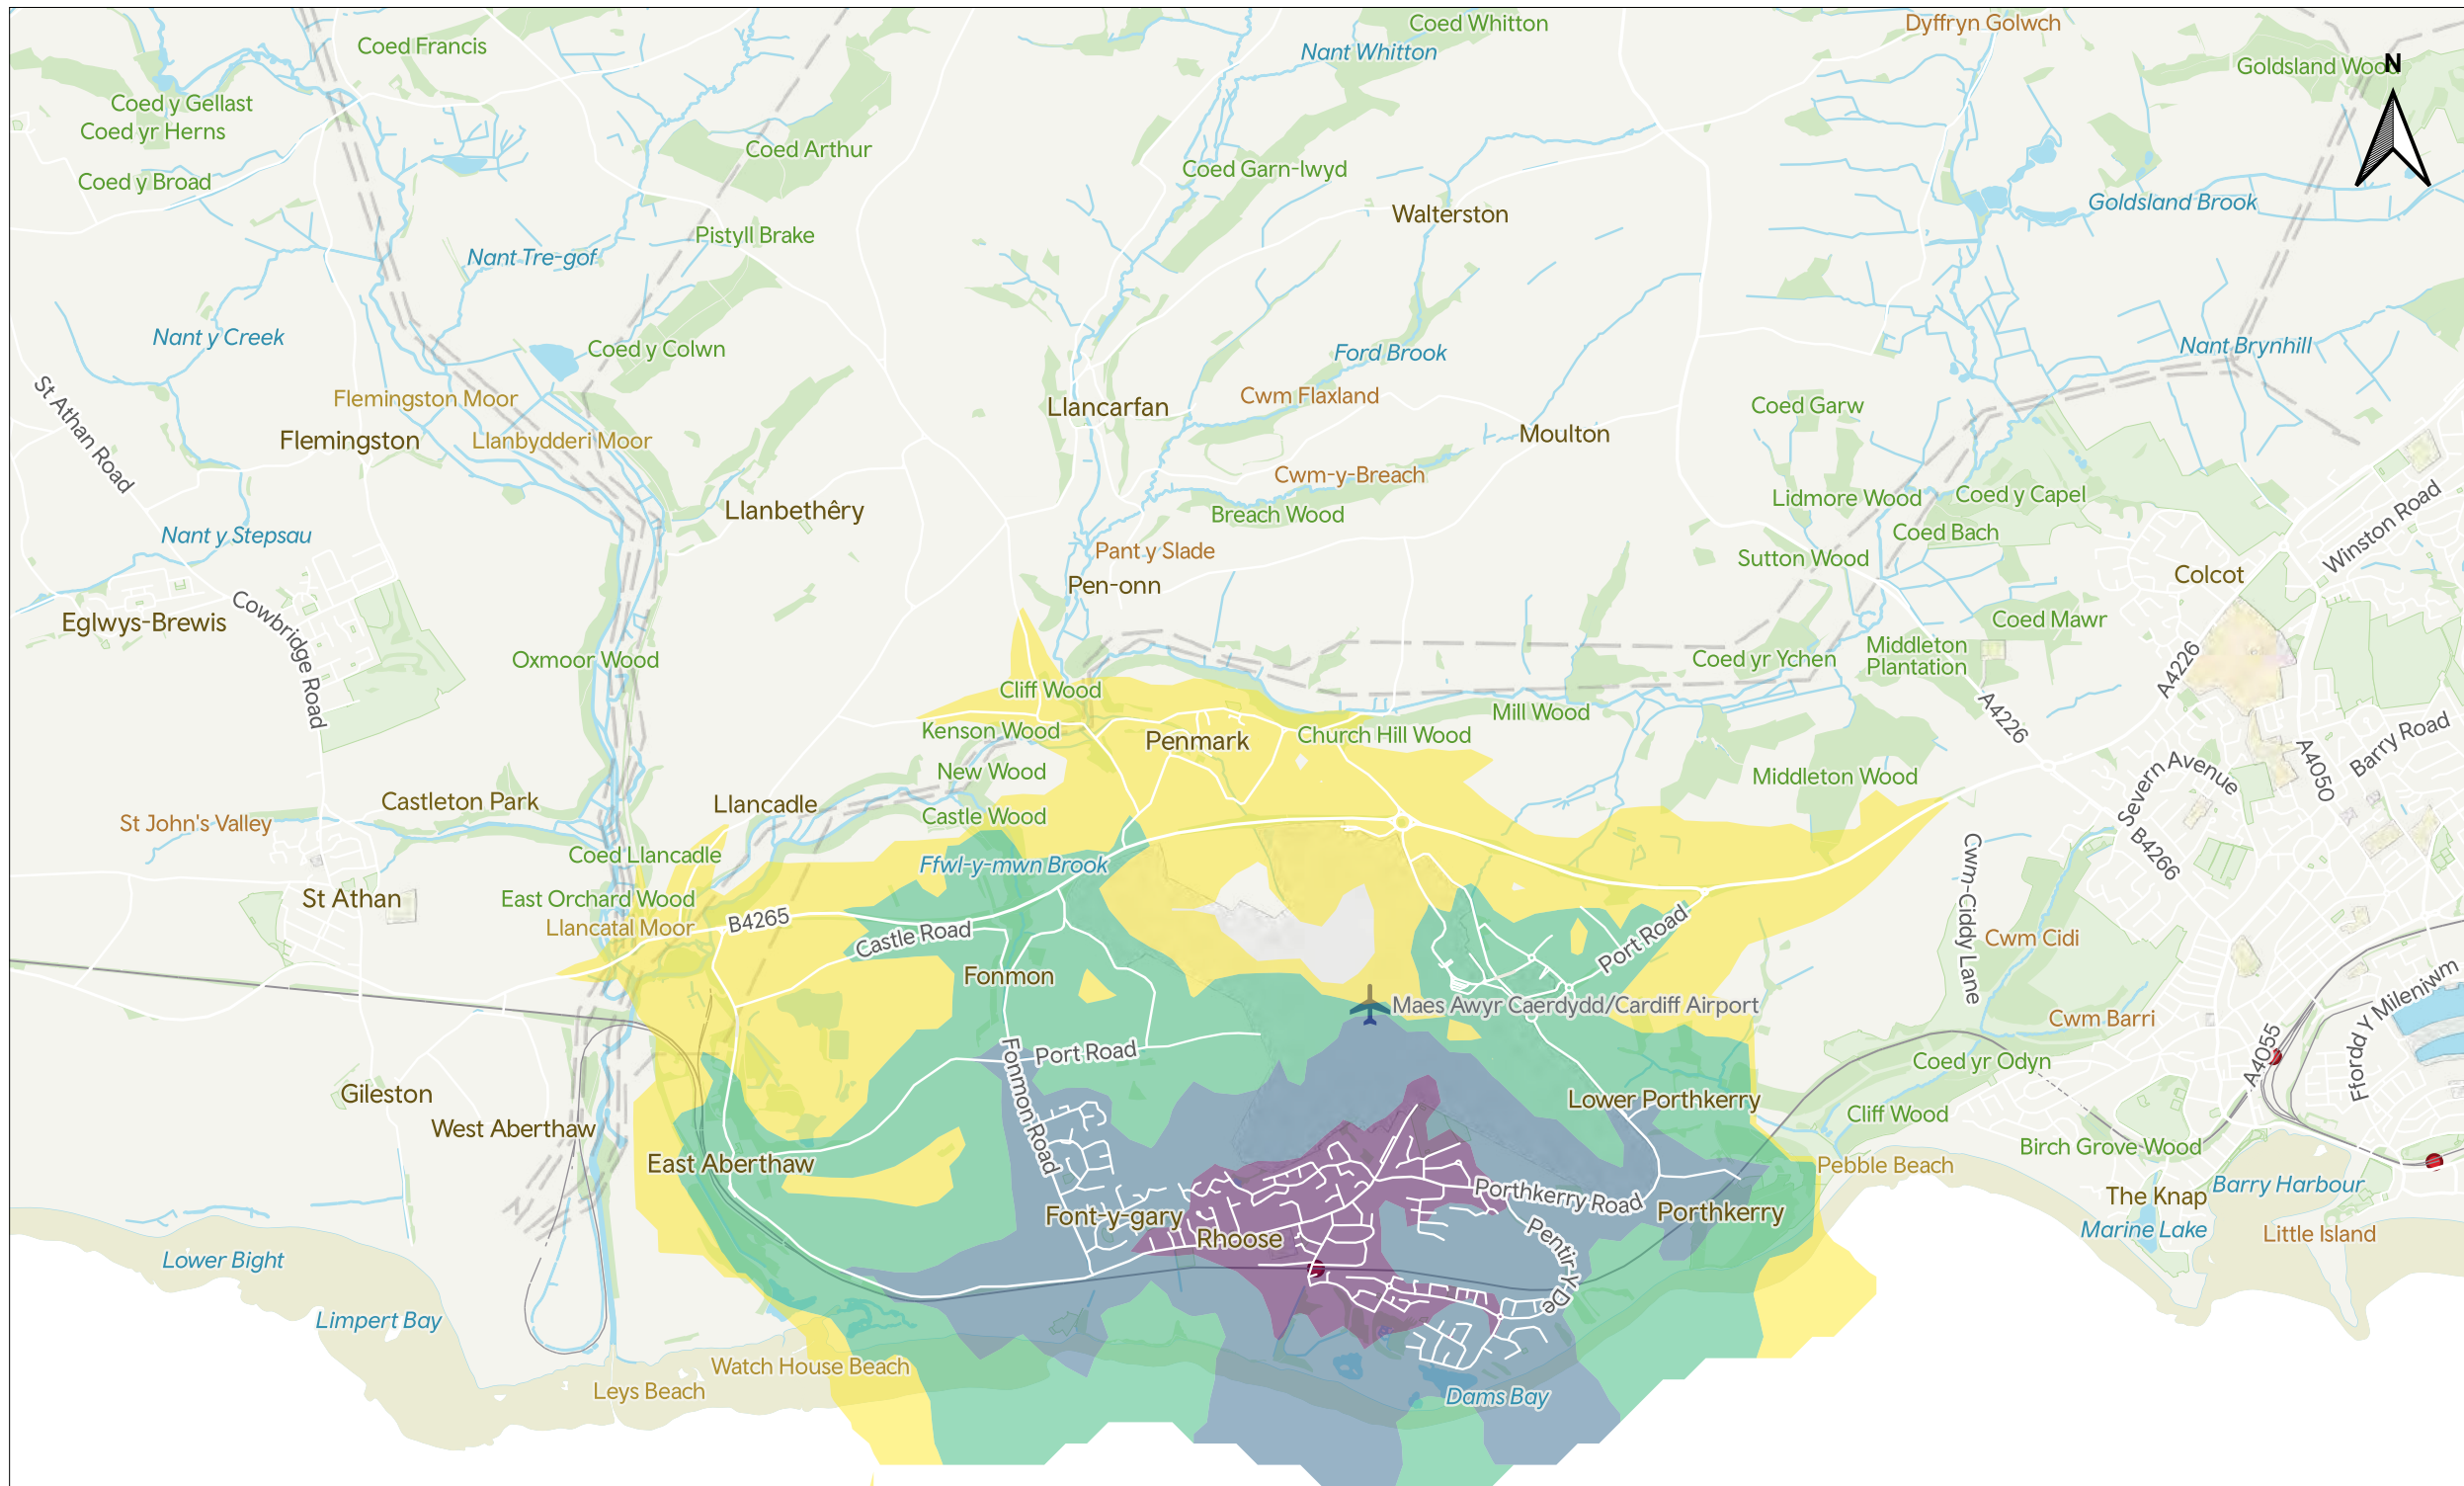 Coed Whitton
Dyffryn Golwch
Coed Francis
Nant Whitton
N
Goldsland Wood
Coed y Gellast
Coed yr Herns
Coed Arthur
Coed Garn-lwyd
Coed y Broad
Goldsland Brook
Walterston
Pistyll Brake
Nant Tre-gof
Nant y Creek
Coed y Colwn
Ford Brook
Nant Brynhill
St Athan Road
Flemingston Moor
Llancarfan
Cwm Flaxland
Coed Garw
Flemingston
Llanbydderi Moor
Moulton
Cwm-y-Breach
Lidmore Wood
Coed y Capel
Winston Road
Llanbethêry
Breach Wood
Nant y Stepsau
Coed Bach
Pant y Slade
Sutton Wood
Pen-onn
Colcot
Eglwys-Brewis
Cowbridge Road
Coed Mawr
Oxmoor Wood
Coed yr Ychen
Middleton
Plantation
A4226
Cliff Wood
Mill Wood
A4226
Kenson Wood
Penmark
Church Hill Wood
Barry Road
New Wood
Middleton Wood
A4050
Severn Avenue
Castleton Park
Llancadle
Castle Wood
St John's Valley
Coed Llancadle
Ffwl-y-mwn Brook
B4266
St Athan
East Orchard Wood
Llancatal Moor
B4265
Castle Road
Port Road
Cwm-Ciddy Lane
Cwm Cidi
Fonmon
Maes Awyr Caerdydd/Cardiff Airport
Cwm Barri
Ffordd Y Mileniwm
A4055
Port Road
Coed yr Odyn
Gileston
Fonmon Road
Lower Porthkerry
Cliff Wood
West Aberthaw
Birch Grove Wood
East Aberthaw
Pebble Beach
Porthkerry Road
The Knap
Barry Harbour
Font-y-gary
Porthkerry
Rhoose
Pentir Y De
Marine Lake
Little Island
Lower Bight
Limpert Bay
Watch House Beach
Leys Beach
Dams Bay